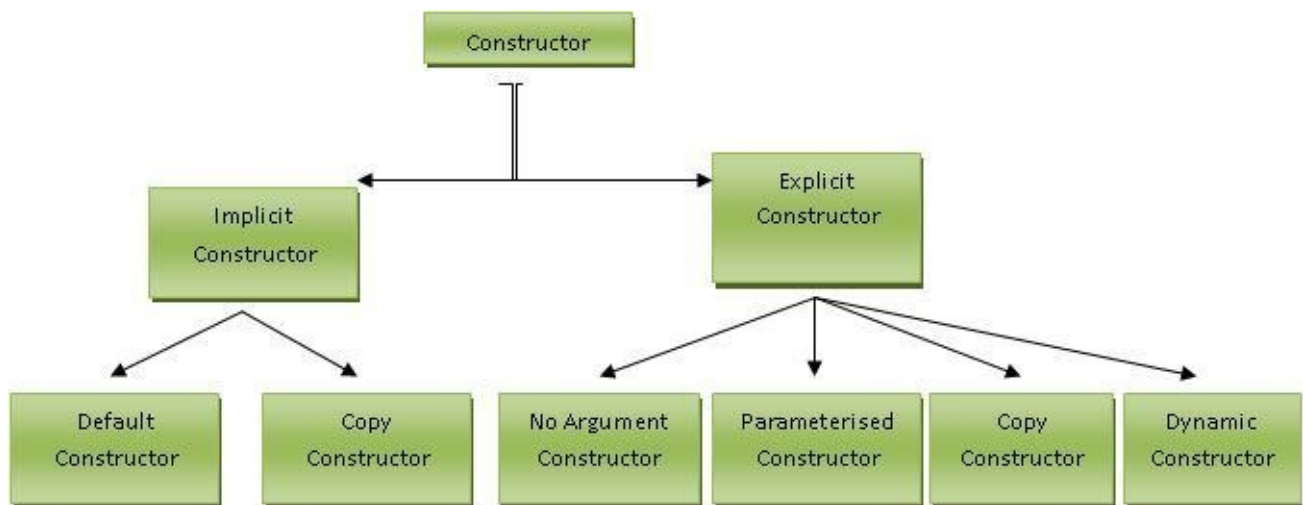 Constructor
Implicit
Constructor
Explicit
Constructor
Default
Constructor
Copy
Constructor
No Argument
Constructor
Parameterised
Constructor
Copy
Constructor
Dynamic
Constructor